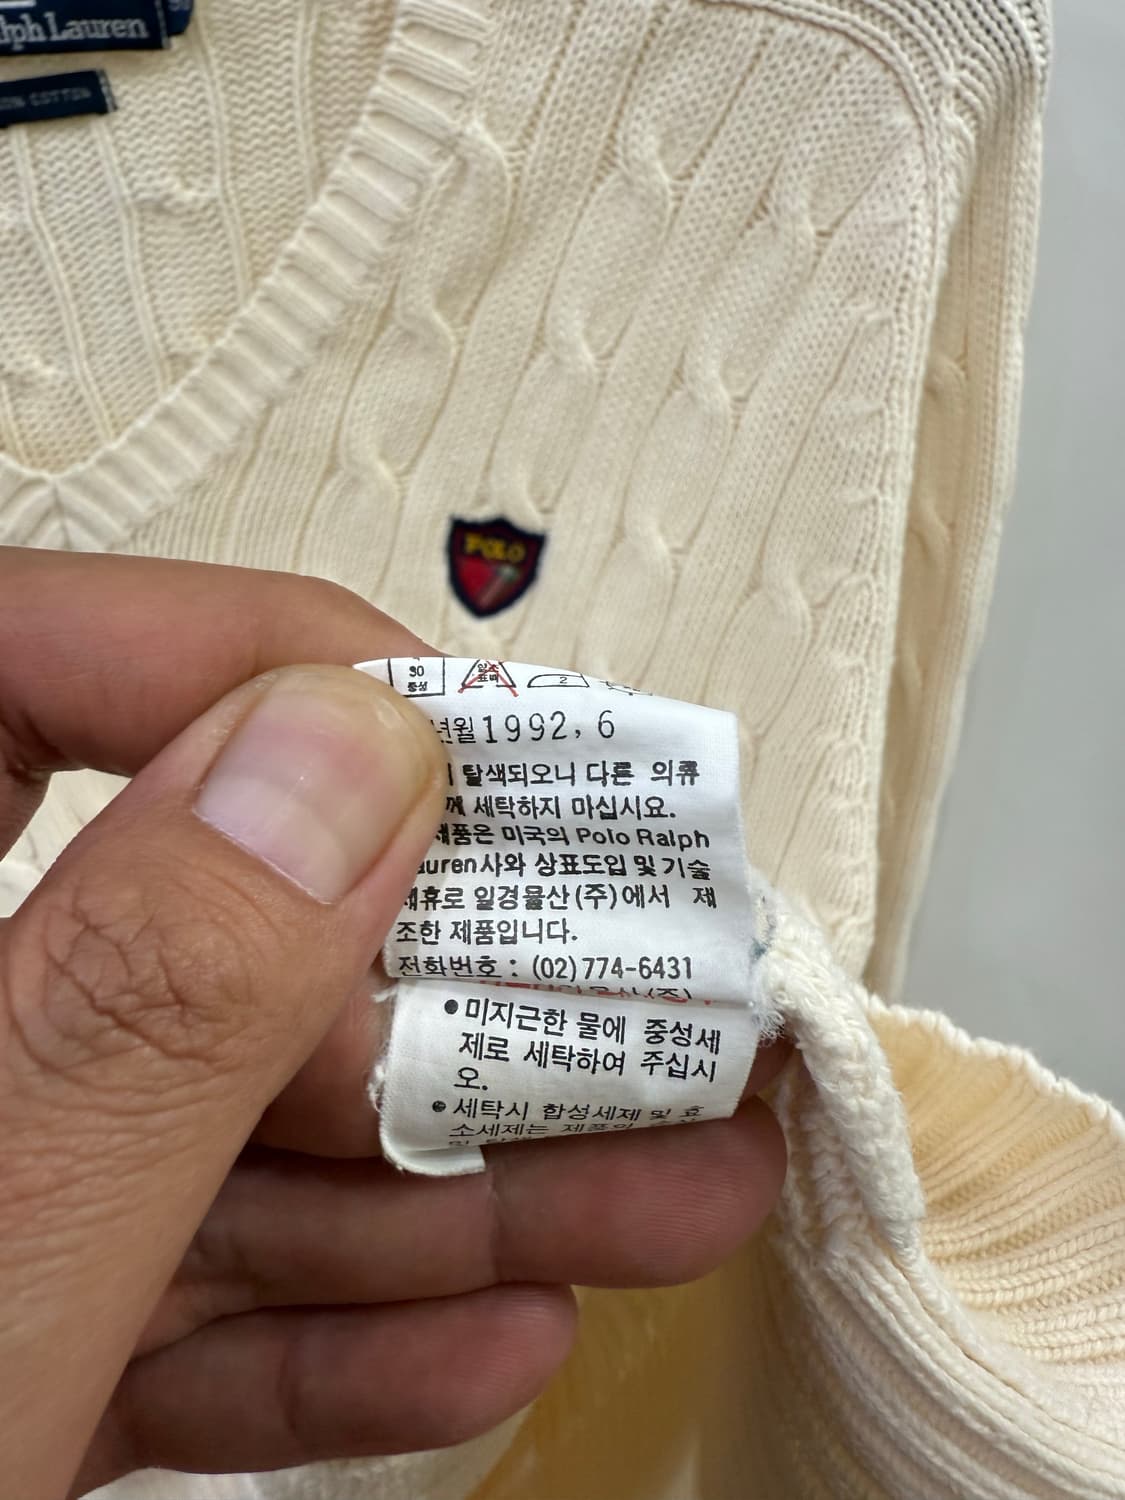 lph Lauren
COTTON
POLO
30
중성
2
년월 1992, 6
탈색되오니 다른 의류
께 세탁하지 마십시요.
제품은 미국의 Polo Ralph
auren사와 상표도입 및 기술
제휴로 일경물산(주)에서 제
조한 제품입니다.
전화번호 : (02)774-6431
●미지근한 물에 중성세
제로 세탁하여 주십시
오.
●세탁시 합성세제 및 효
소세제는 제품의